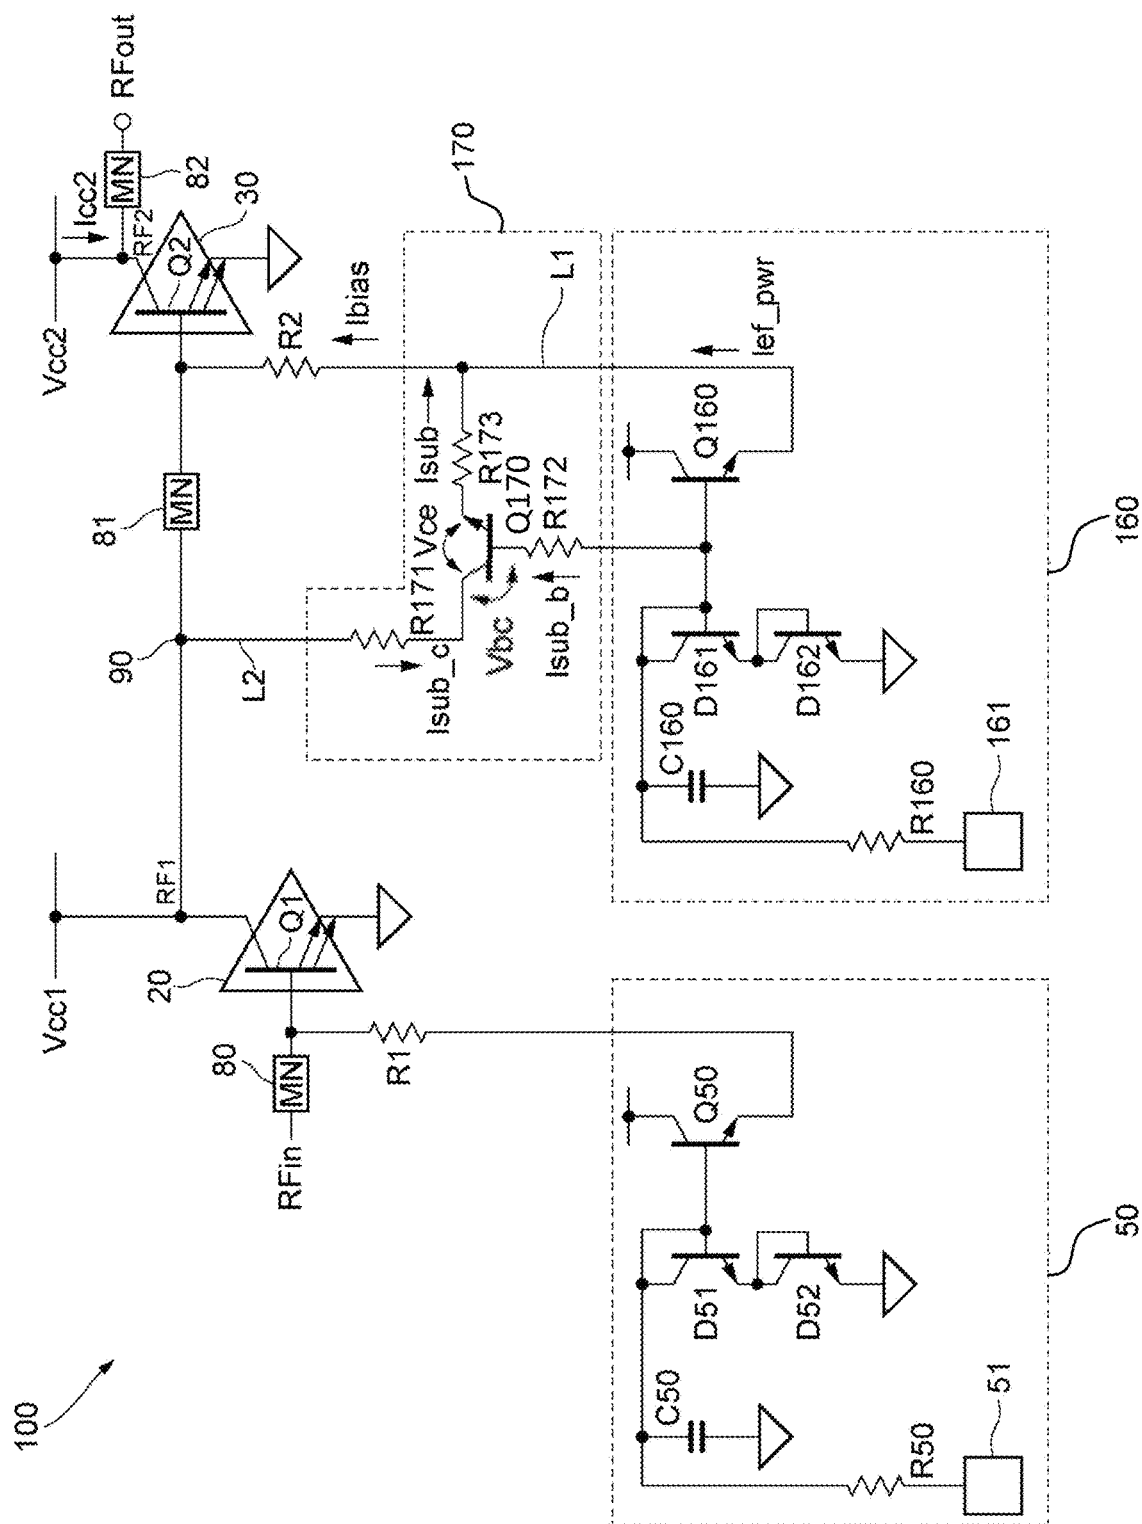 100
Vcc1
Vcc2
Icc2
MN
82
RFout
RF2
Q2
30
RF1
Q1
20
80
MN
RFin
R1
90
81
MN
L2
R2
Ibias
170
L1
Isub
R173
R171
Vce
Q170
R172
Isub_c
Vbc
Isub_b
Ief_pwr
Q160
D161
D162
C160
R160
161
160
Q50
D51
D52
C50
R50
51
50